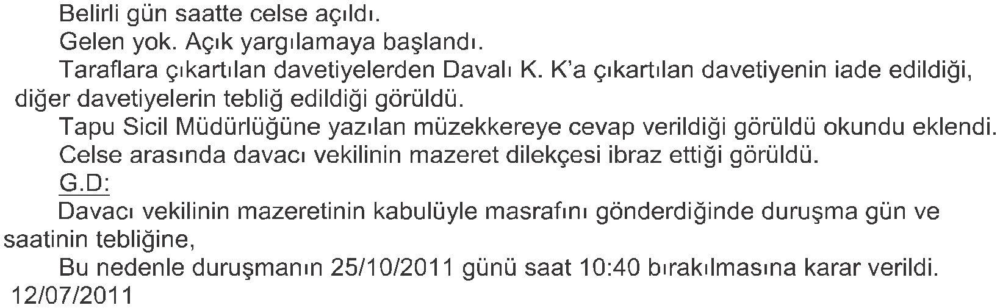 Belirli gün saatte celse açıldı.
Gelen yok. Açık yargılamaya başlandı.
Taraflara çıkartılan davetiyelerden Davalı K. K'a çıkartılan davetiyenin iade edildiği,
diğer davetiyelerin tebliğ edildiği görüldü.
Tapu Sicil Müdürlüğüne yazılan müzekkereye cevap verildiği görüldü okundu eklendi.
Celse arasında davacı vekilinin mazeret dilekçesi ibraz ettiği görüldü.
G.D:
Davacı vekilinin mazeretinin kabulüyle masrafını gönderdiğinde duruşma gün ve
saatinin tebliğine,
Bu nedenle duruşmanın 25/10/2011 günü saat 10:40 bırakılmasına karar verildi.
12/07/2011